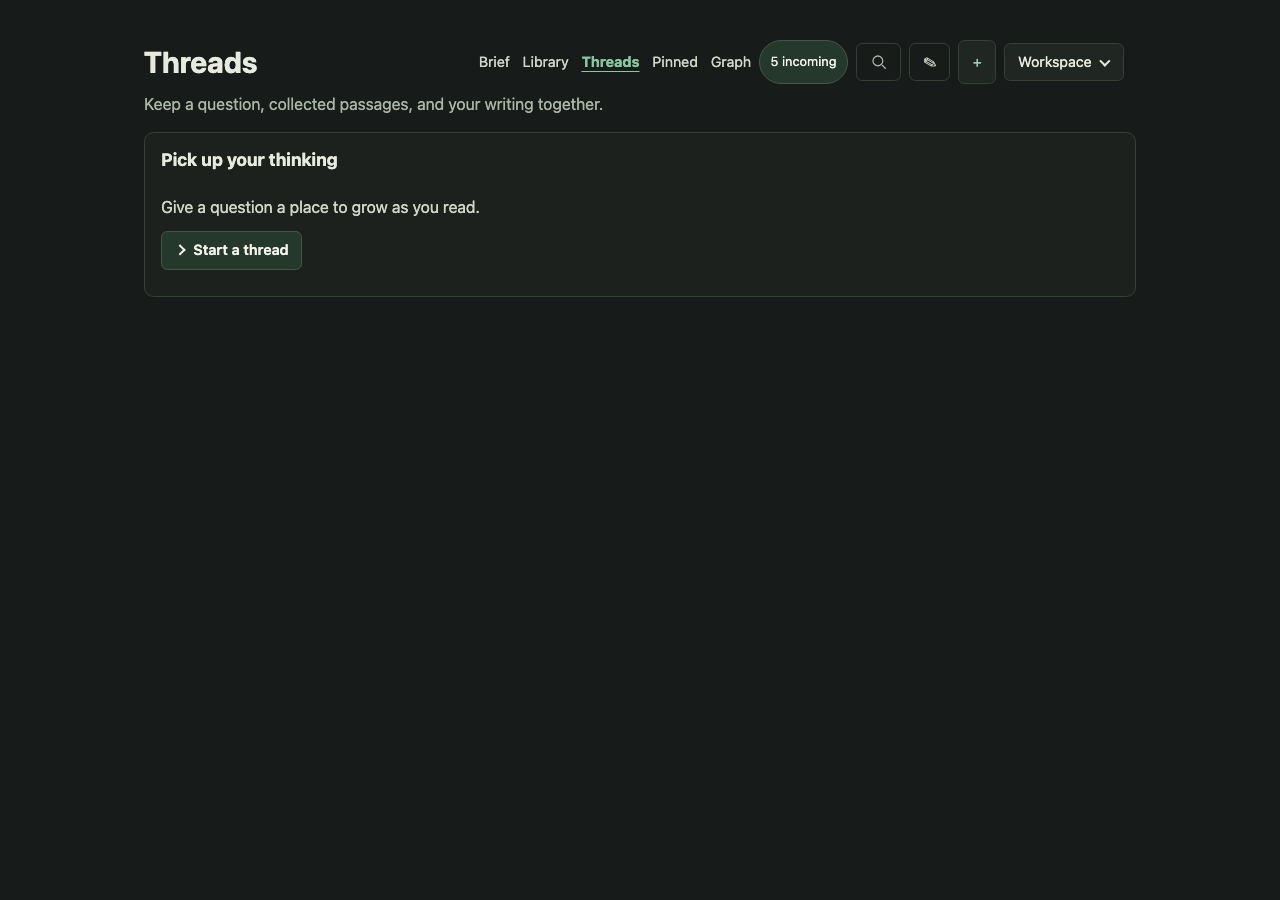 Threads
Brief
Library
Threads
Pinned
Graph
5 incoming
+
Workspace
Keep a question, collected passages, and your writing together.
Pick up your thinking
Give a question a place to grow as you read.
Start a thread